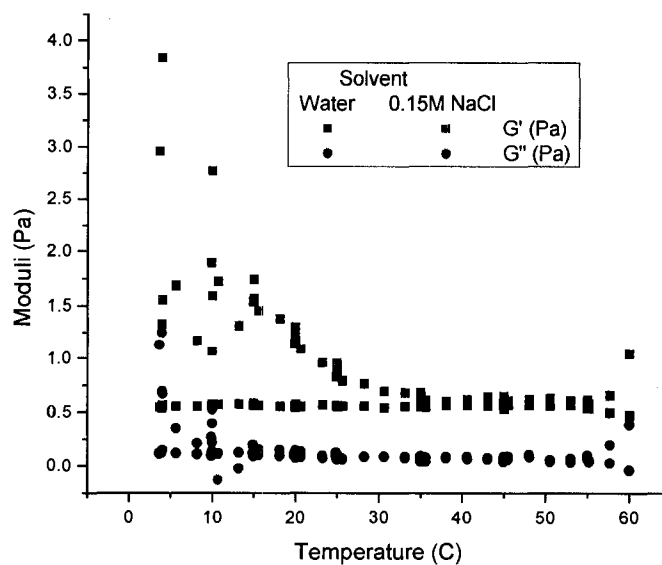 4.0
3.5
3.0
2.5
2.0
1.5
1.0
0.5
0.0
Moduli (Pa)
Solvent
Water 0.15M NaCl
G' (Pa)
G'' (Pa)
0 10 20 30 40 50 60
Temperature (C)